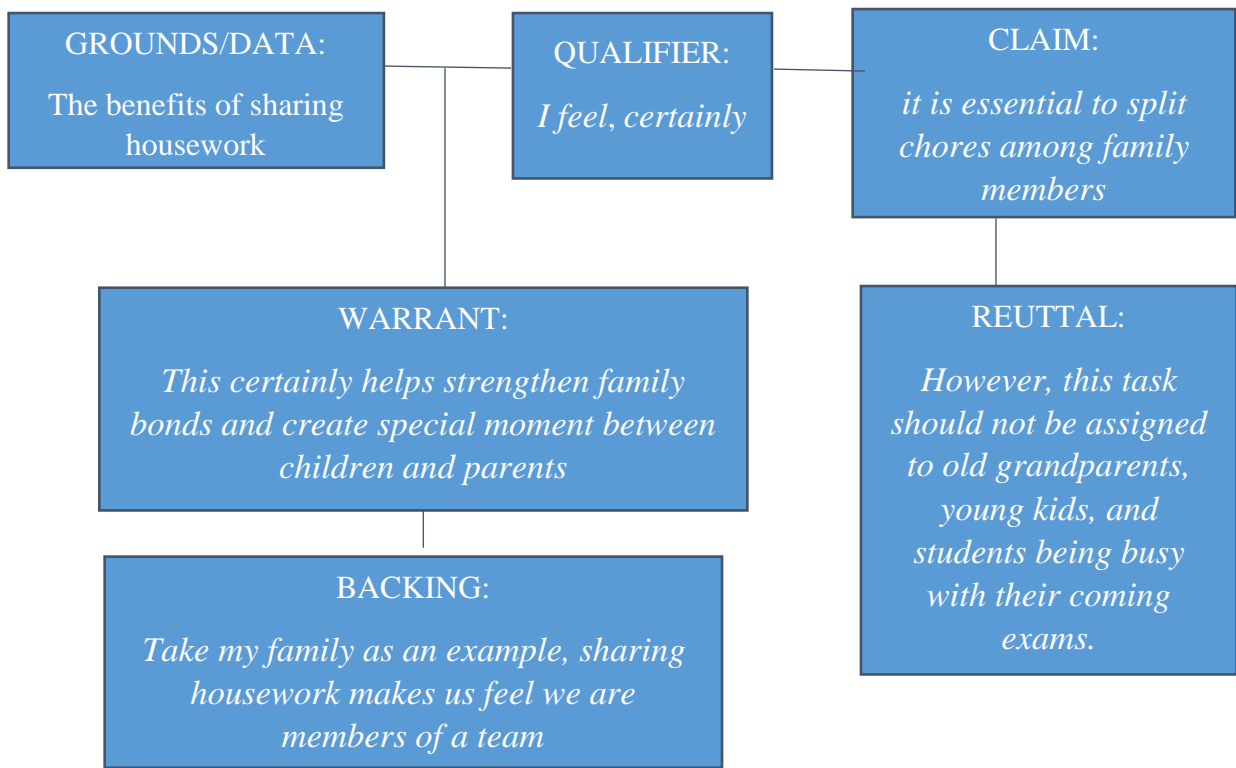 GROUNDS/DATA:
The benefits of sharing
housework
QUALIFIER:
I feel, certainly
CLAIM:
it is essential to split
chores among family
members
WARRANT:
This certainly helps strengthen family
bonds and create special moment between
children and parents
REUTTAL:
However, this task
should not be assigned
to old grandparents,
young kids, and
students being busy
with their coming
exams.
BACKING:
Take my family as an example, sharing
housework makes us feel we are
members of a team